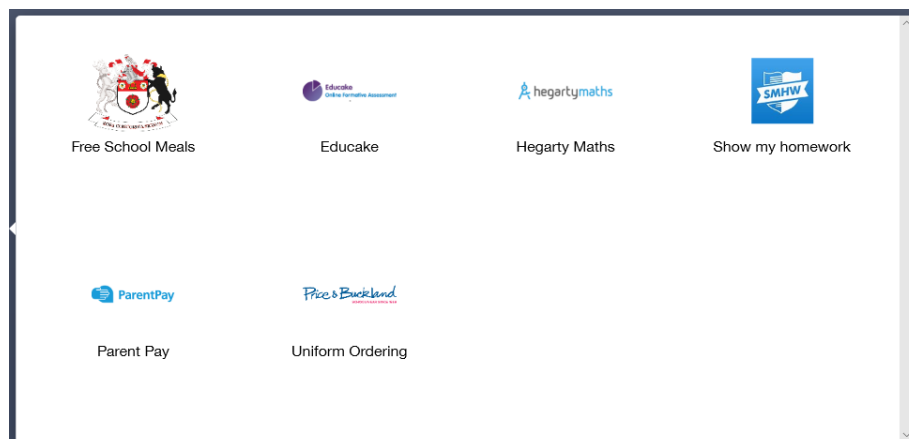 Educake
Online Formative Assessment
hegartymaths
SMHW
Free School Meals
Educake
Hegarty Maths
Show my homework
ParentPay
Price & Buckland
Parent Pay
Uniform Ordering